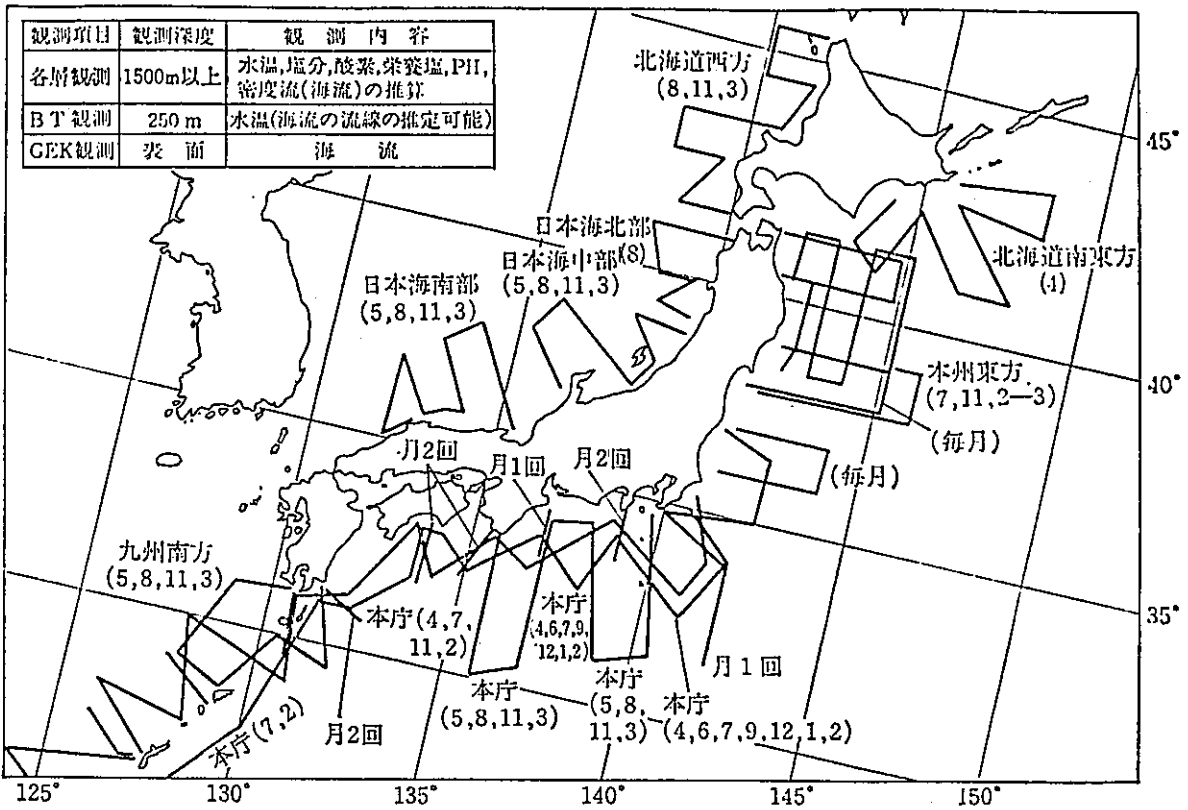 観測項目 観測深度 観測内容
各層観測 1500m以上 水温,塩分,酸素,栄養塩,PH,
密度流(海流)の推算
BT観測 250m 水温(海流の流線の推定可能)
GEK観測 表面 海流
北海道西方
(8,11,3)
45°
日本海北部
(8)
日本海中部
(5,8,11,3)
日本海南部
(5,8,11,3)
北海道南東方
(4)
40°
本州東方
(7,11,2—3)
(毎月)
(毎月)
月2回
月1回
月2回
九州南方
(5,8,11,3)
35°
本庁(4,7,
11,2)
本庁
(4,6,7,9,
12,1,2)
月1回
本庁
(5,8,11,3)
本庁
(5,8,
11,3)
本庁
(4,6,7,9,12,1,2)
本庁(7,2)
月2回
125° 130° 135° 140° 145° 150°